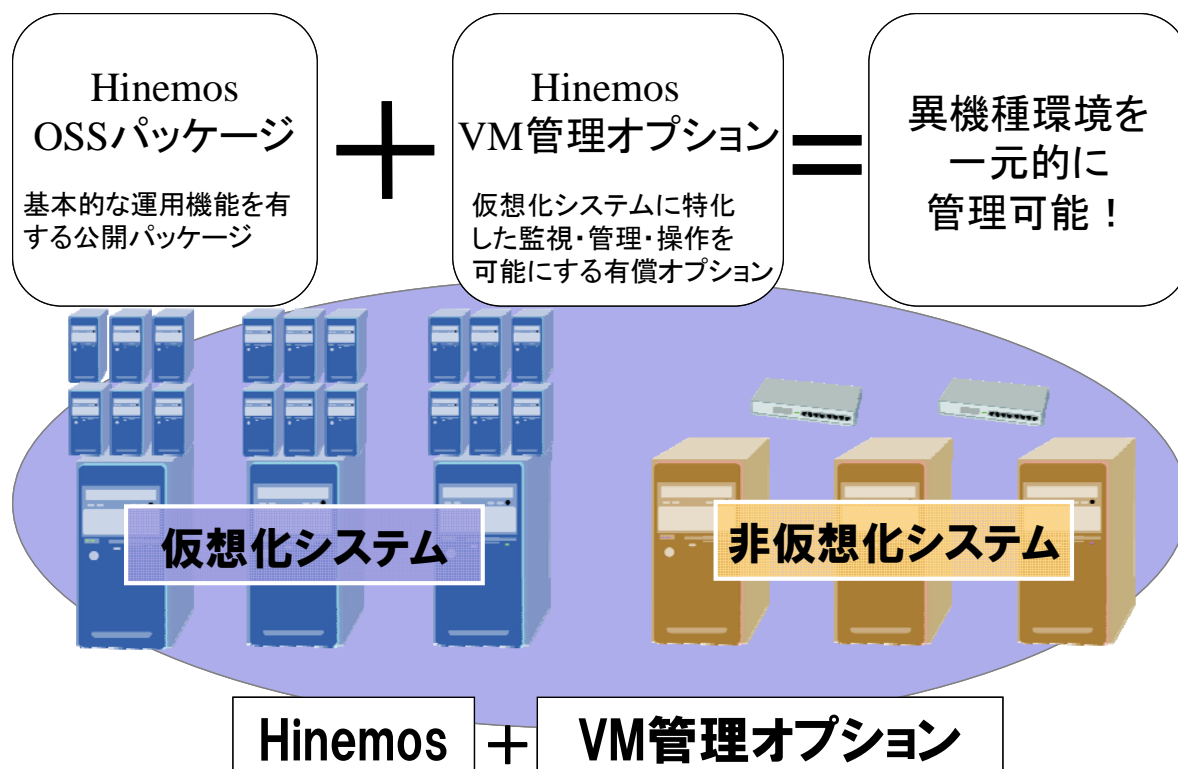 Hinemos
OSSパッケージ
基本的な運用機能を有
する公開パッケージ
＋
Hinemos
VM管理オプション
仮想化システムに特化
した監視・管理・操作を
可能にする有償オプション
＝
異機種環境を
一元的に
管理可能！
仮想化システム
非仮想化システム
Hinemos + VM管理オプション